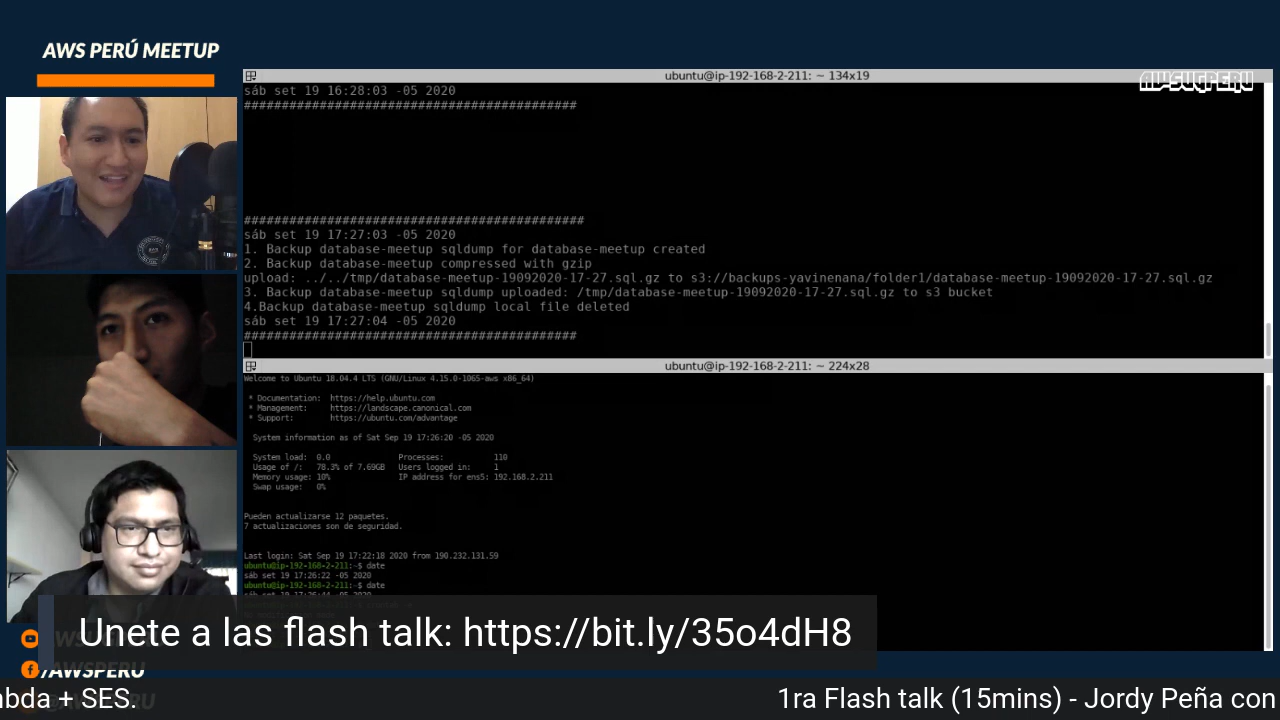 AWS PERÚ MEETUP
ubuntu@ip-192-168-2-211: ~ 134x19
AWSUGPERU
sáb set 19 16:28:03 -05 2020
############################################
#############################################
sáb set 19 17:27:03 -05 2020
1. Backup database-meetup sqldump for database-meetup created
2. Backup database-meetup compressed with gzip
upload: ../../tmp/database-meetup-19092020-17-27.sql.gz to s3://backups-yavinenana/folder1/database-meetup-19092020-17-27.sql.gz
3. Backup database-meetup sqldump uploaded: /tmp/database-meetup-19092020-17-27.sql.gz to s3 bucket
4.Backup database-meetup sqldump local file deleted
sáb set 19 17:27:04 -05 2020
############################################
ubuntu@ip-192-168-2-211: ~ 224x28
Welcome to Ubuntu 18.04.4 LTS (GNU/Linux 4.15.0-1065-aws x86_64)
* Documentation: https://help.ubuntu.com
* Management: https://landscape.canonical.com
* Support: https://ubuntu.com/advantage
System information as of Sat Sep 19 17:26:20 -05 2020
System load: 0.0 Processes: 110
Usage of /: 78.3% of 7.69GB Users logged in: 1
Memory usage: 10% IP address for ens5: 192.168.2.211
Swap usage: 0%
Pueden actualizarse 12 paquetes.
7 actualizaciones son de seguridad.
Last login: Sat Sep 19 17:22:18 2020 from 190.232.131.59
ubuntu@ip-192-168-2-211:~$ date
sáb set 19 17:26:22 -05 2020
ubuntu@ip-192-168-2-211:~$ date
sáb set 19 17:26:44 -05 2020
Unete a las flash talk: https://bit.ly/35o4dH8
/AWSPERU
bda + SES. 1ra Flash talk (15mins) - Jordy Peña con